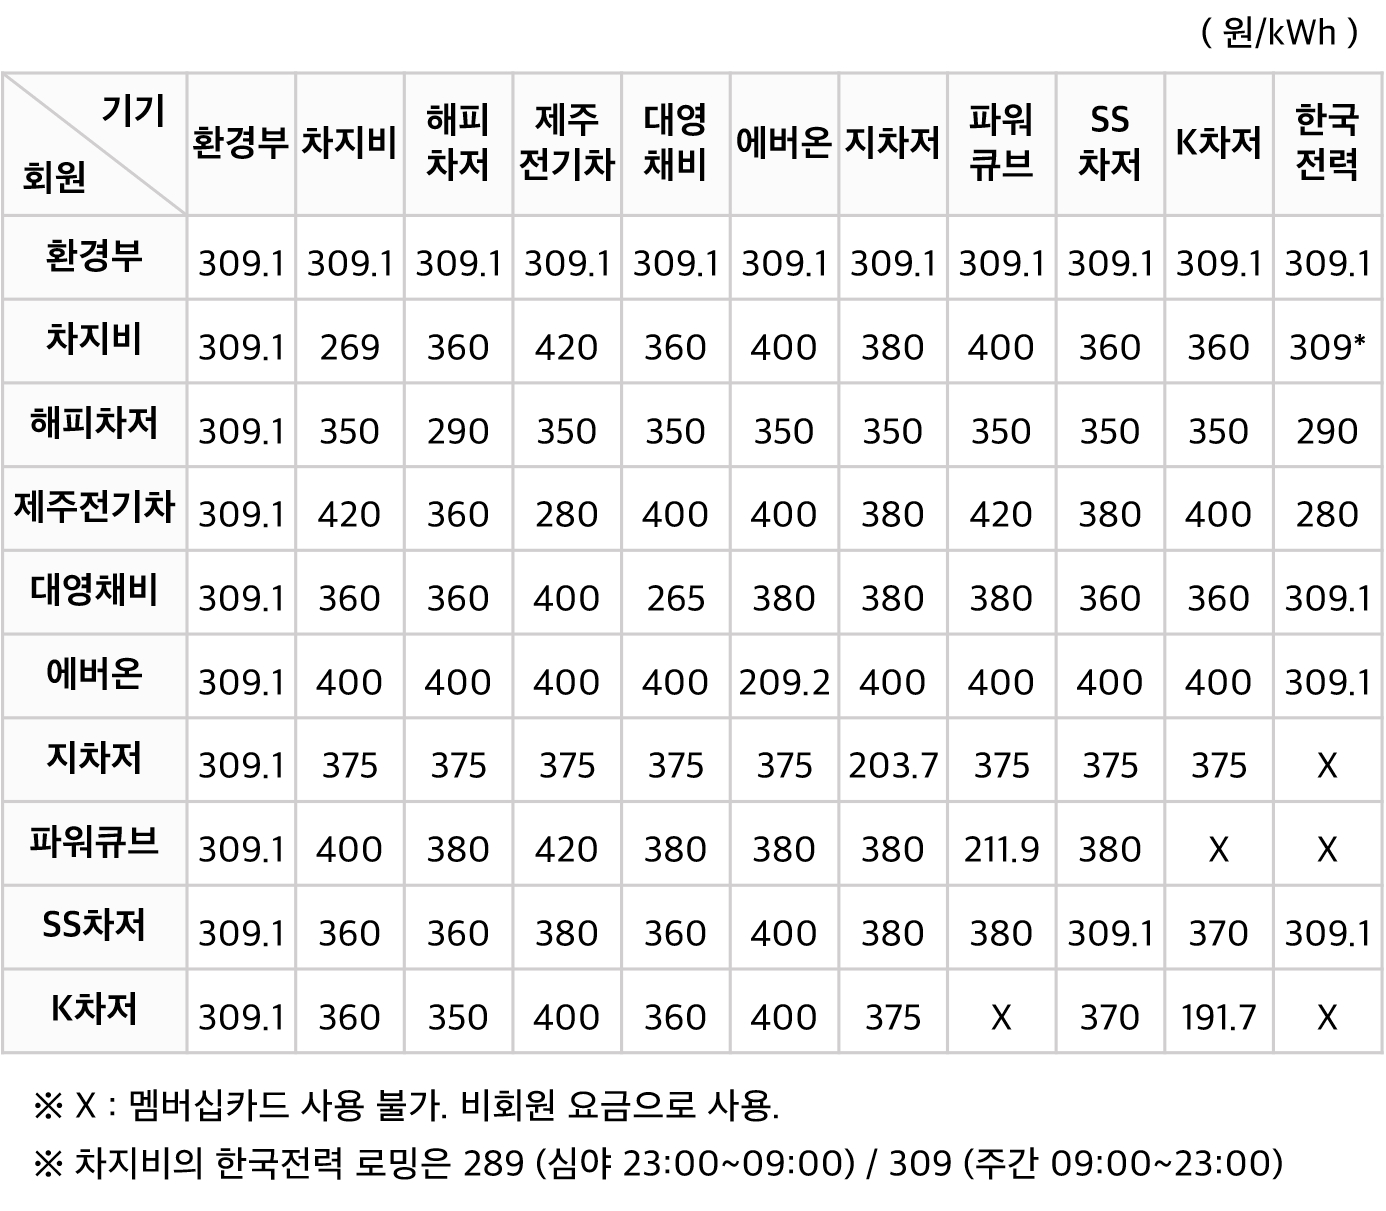 ( 원/kWh )
기기 회원 환경부 차지비 해피차저 제주전기차 대영채비 에버온 지차저 파워큐브 SS차저 K차저 한국전력
환경부 309.1 309.1 309.1 309.1 309.1 309.1 309.1 309.1 309.1 309.1 309.1
차지비 309.1 269 360 420 360 400 380 400 360 360 309*
해피차저 309.1 350 290 350 350 350 350 350 350 350 290
제주전기차 309.1 420 360 280 400 400 380 420 380 400 280
대영채비 309.1 360 360 400 265 380 380 380 360 360 309.1
에버온 309.1 400 400 400 400 209.2 400 400 400 400 309.1
지차저 309.1 375 375 375 375 375 203.7 375 375 375 X
파워큐브 309.1 400 380 420 380 380 380 211.9 380 X X
SS차저 309.1 360 360 380 360 400 380 380 309.1 370 309.1
K차저 309.1 360 350 400 360 400 375 X 370 191.7 X
※ X : 멤버십카드 사용 불가. 비회원 요금으로 사용.
※ 차지비의 한국전력 로밍은 289 (심야 23:00~09:00) / 309 (주간 09:00~23:00)